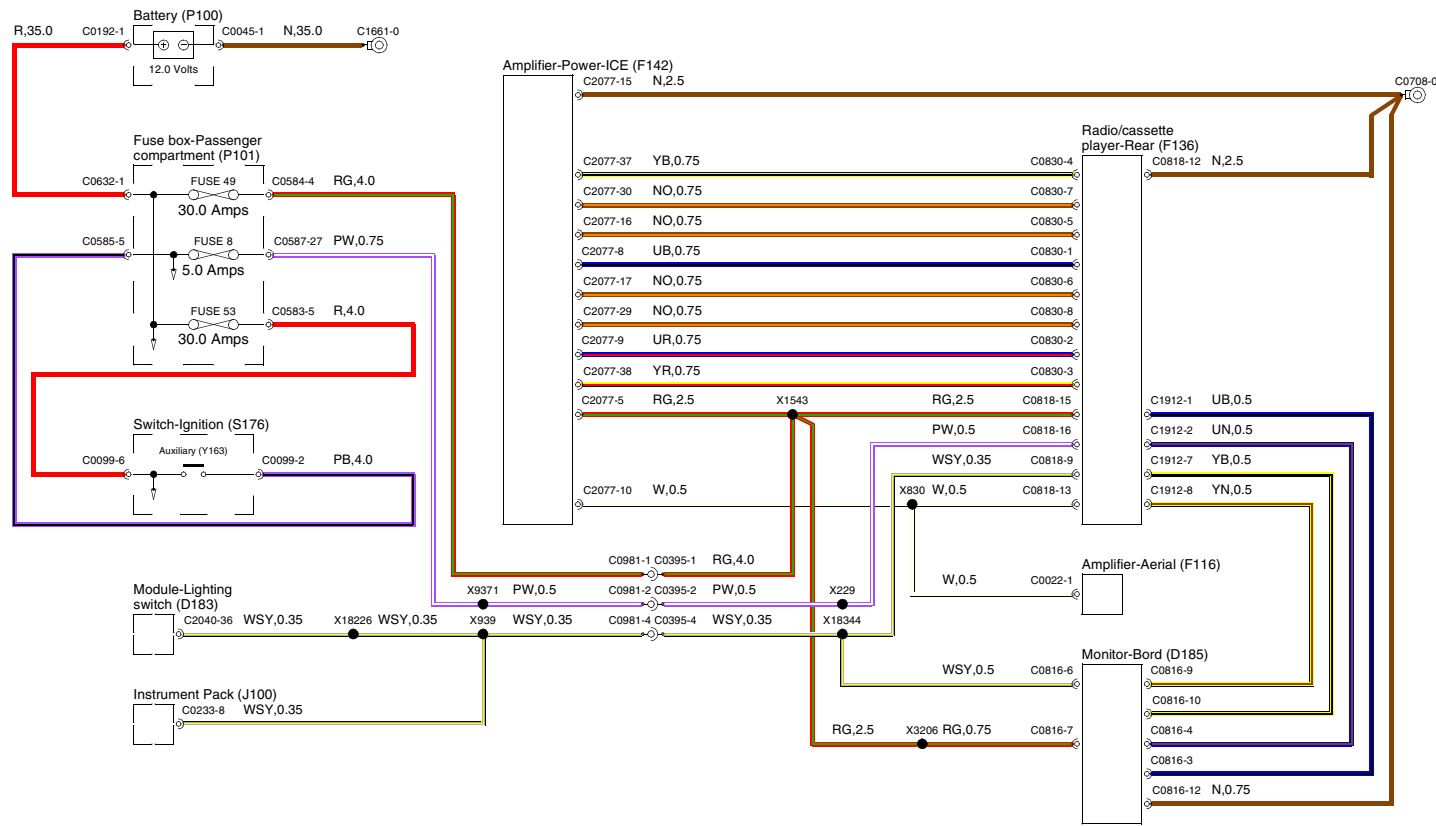 Battery (P100)
R,35.0 C0192-1 C0045-1 N,35.0 C1661-0
12.0 Volts
Amplifier-Power-ICE (F142)
C2077-15 N,2.5 C0708-0
Fuse box-Passenger
compartment (P101)
Radio/cassette
player-Rear (F136)
C2077-37 YB,0.75 C0830-4 C0818-12 N,2.5
C0632-1 FUSE 49 C0584-4 RG,4.0
30.0 Amps
C2077-30 NO,0.75 C0830-7
C2077-16 NO,0.75 C0830-5
C0585-5 FUSE 8 C0587-27 PW,0.75
5.0 Amps
C2077-8 UB,0.75 C0830-1
C2077-17 NO,0.75 C0830-6
FUSE 53 C0583-5 R,4.0
30.0 Amps
C2077-29 NO,0.75 C0830-8
C2077-9 UR,0.75 C0830-2
C2077-38 YR,0.75 C0830-3
C2077-5 RG,2.5 X1543 RG,2.5 C0818-15 C1912-1 UB,0.5
Switch-Ignition (S176)
PW,0.5 C0818-16 C1912-2 UN,0.5
Auxiliary (Y163)
C0099-6 C0099-2 PB,4.0
WSY,0.35 C0818-9 C1912-7 YB,0.5
C2077-10 X830 W,0.5 C0818-13 C1912-8 YN,0.5
C0981-1 C0395-1 RG,4.0
Amplifier-Aerial (F116)
W,0.5 C0022-1
Module-Lighting
switch (D183)
X9371 PW,0.5 C0981-2 C0395-2 PW,0.5 X229
C2040-36 WSY,0.35 X18226 WSY,0.35 X939 WSY,0.35 C0981-4 C0395-4 WSY,0.35 X18344
Monitor-Bord (D185)
WSY,0.5 C0816-6 C0816-9
Instrument Pack (J100)
C0233-8 WSY,0.35
C0816-10
RG,2.5 X3206 RG,0.75 C0816-7 C0816-4
C0816-3
C0816-12 N,0.75